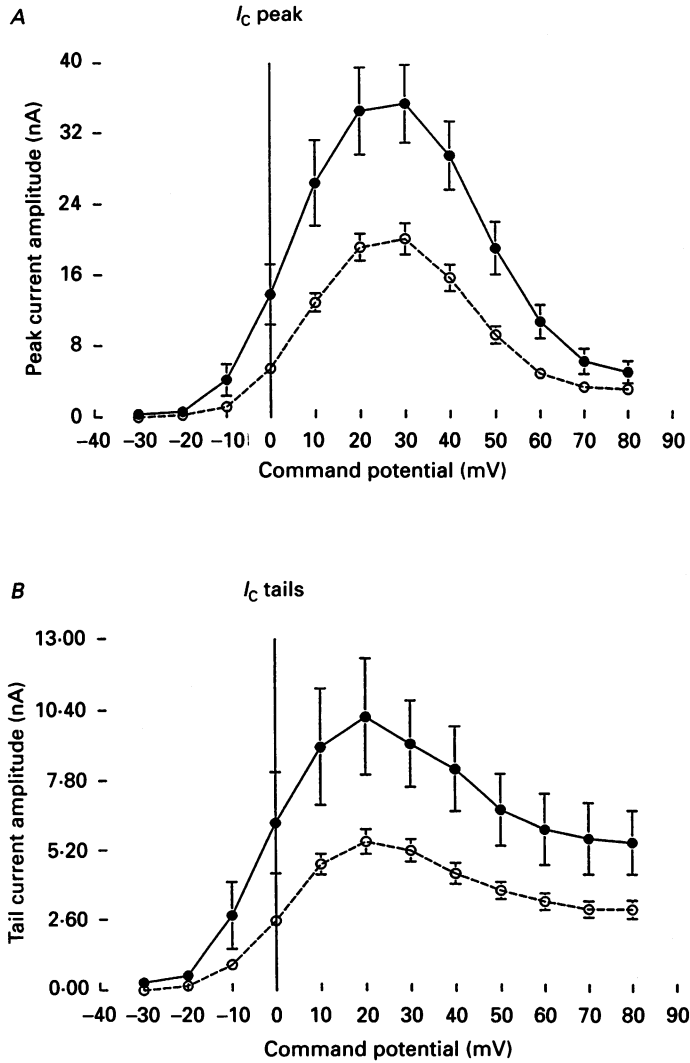 A
I_C peak
Peak current amplitude (nA)
40
32
24
16
8
0
−40 −30 −20 −10 0 10 20 30 40 50 60 70 80 90
Command potential (mV)
B
I_C tails
Tail current amplitude (nA)
13·00
10·40
7·80
5·20
2·60
0·00
−40 −30 −20 −10 0 10 20 30 40 50 60 70 80 90
Command potential (mV)